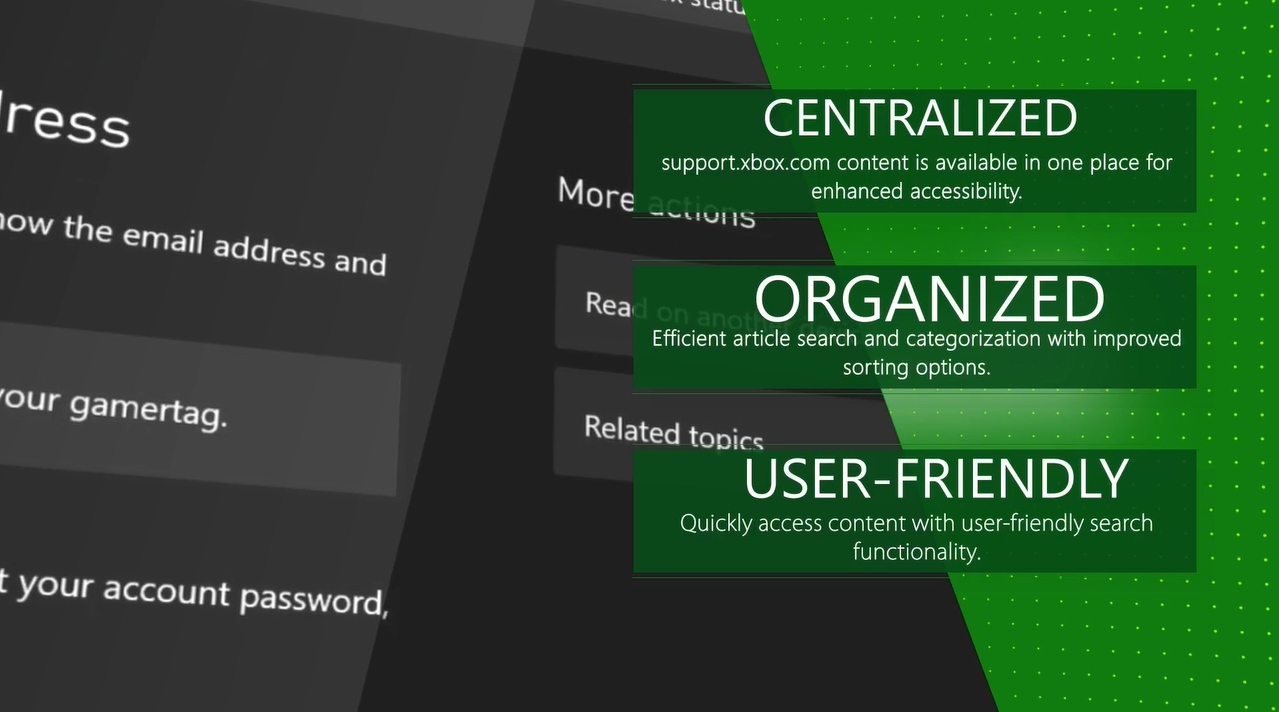 status
ress
now the email address and
your gamertag.
t your account password,
More actions
Read on another
Related topics
CENTRALIZED
support.xbox.com content is available in one place for
enhanced accessibility.
ORGANIZED
Efficient article search and categorization with improved
sorting options.
USER-FRIENDLY
Quickly access content with user-friendly search
functionality.